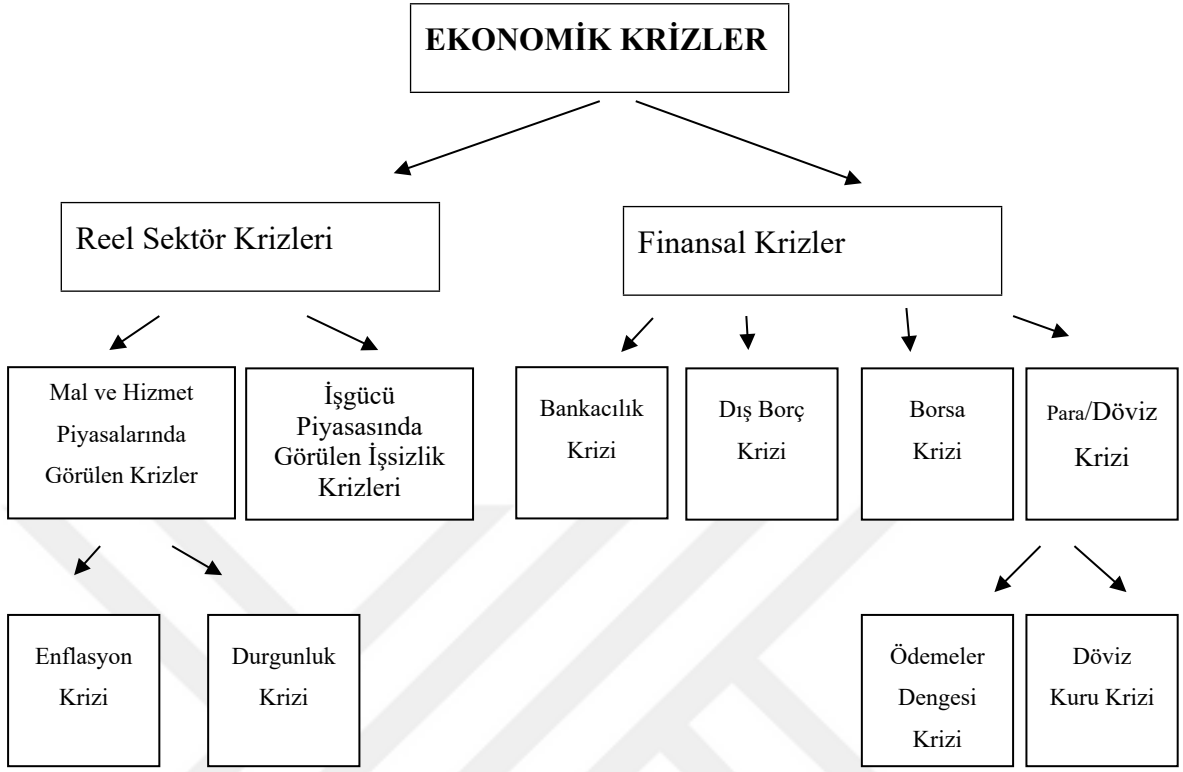 EKONOMİK KRİZLER
Reel Sektör Krizleri
Finansal Krizler
Mal ve Hizmet
Piyasalarında
Görülen Krizler
İşgücü
Piyasasında
Görülen İşsizlik
Krizleri
Bankacılık
Krizi
Dış Borç
Krizi
Borsa
Krizi
Para/Döviz
Krizi
Enflasyon
Krizi
Durgunluk
Krizi
Ödemeler
Dengesi
Krizi
Döviz
Kuru Krizi